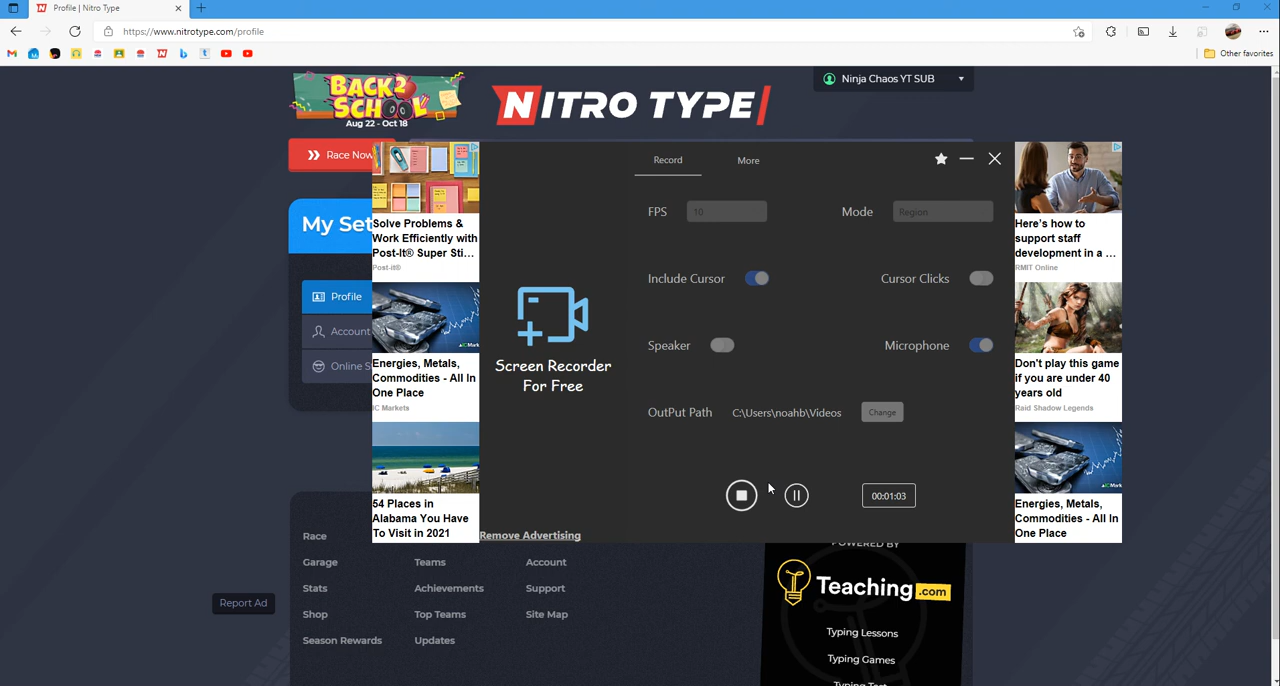 Profile | Nitro Type
https://www.nitrotype.com/profile
Other favorites
BACK 2
SCHOOL
Aug 22 - Oct 18
NITRO TYPE
Ninja Chaos YT SUB
Race Now
My Set
Profile
Account
Online S
Solve Problems &
Work Efficiently with
Post-It® Super Sti...
Post-it®
Energies, Metals,
Commodities - All In
One Place
IC Markets
54 Places in
Alabama You Have
To Visit in 2021
Screen Recorder
For Free
Remove Advertising
Record
More
FPS
10
Mode
Region
Include Cursor
Cursor Clicks
Speaker
Microphone
OutPut Path
C:\Users\noahb\Videos
Change
00:01:03
Here's how to
support staff
development in a ...
RMIT Online
Don't play this game
if you are under 40
years old
Raid Shadow Legends
Energies, Metals,
Commodities - All In
One Place
Report Ad
Race
Garage
Stats
Shop
Season Rewards
Teams
Achievements
Top Teams
Updates
Account
Support
Site Map
POWERED BY
Teaching.com
Typing Lessons
Typing Games
Typing Test